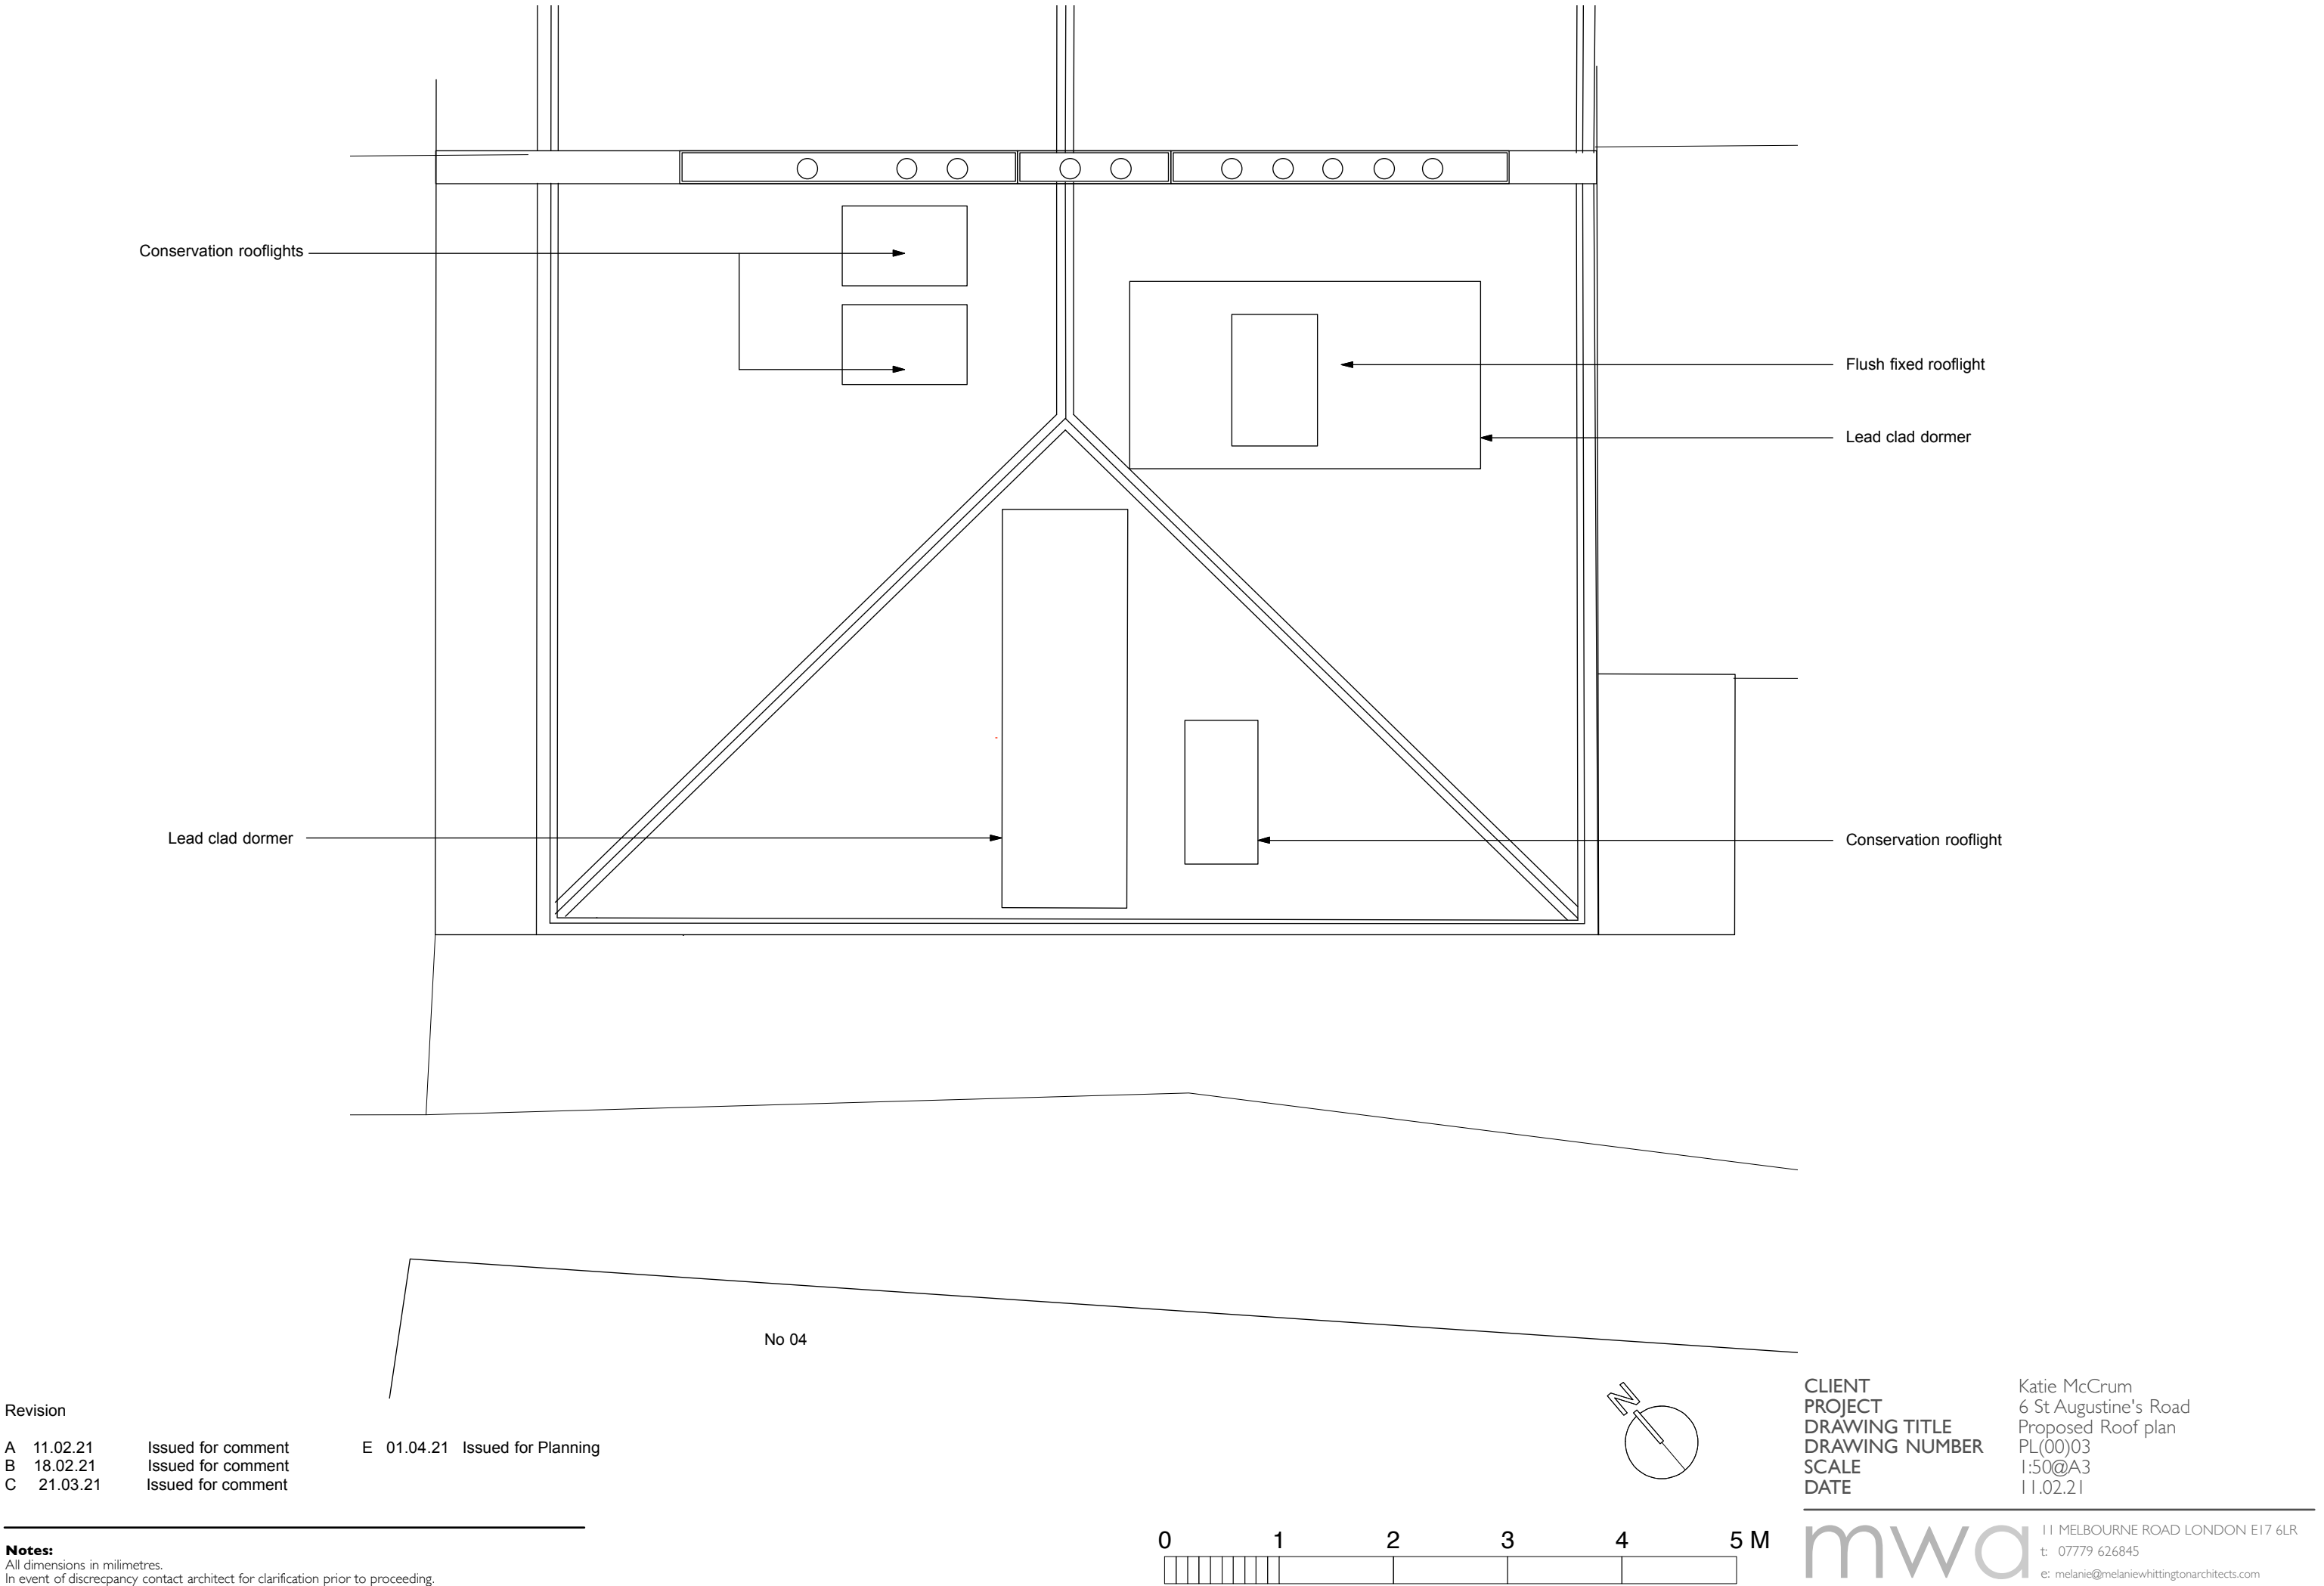 Conservation rooflights
Flush fixed rooflight
Lead clad dormer
Lead clad dormer
Conservation rooflight
No 04
Revision
A 11.02.21 Issued for comment
B 18.02.21 Issued for comment
C 21.03.21 Issued for comment
E 01.04.21 Issued for Planning
Notes:
All dimensions in milimetres.
In event of discrecpancy contact architect for clarification prior to proceeding.
N
0 1 2 3 4 5 M
CLIENT Katie McCrum
PROJECT 6 St Augustine's Road
DRAWING TITLE Proposed Roof plan
DRAWING NUMBER PL(00)03
SCALE 1:50@A3
DATE 11.02.21
mwa
11 MELBOURNE ROAD LONDON E17 6LR
t: 07779 626845
e: melanie@melaniewhittingtonarchitects.com